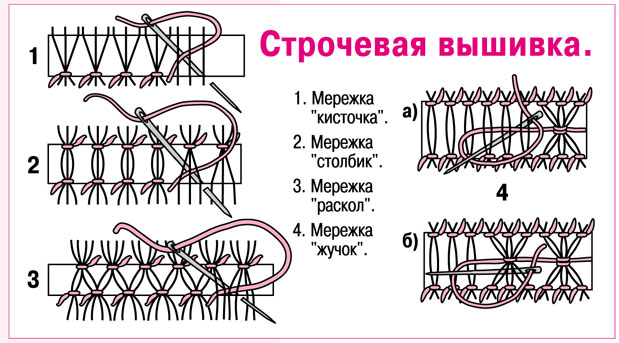 Строчевая вышивка.
1
2
3
1. Мережка
"кисточка".
2. Мережка
"столбик".
3. Мережка
"раскол".
4. Мережка
"жучок".
а)
4
б)